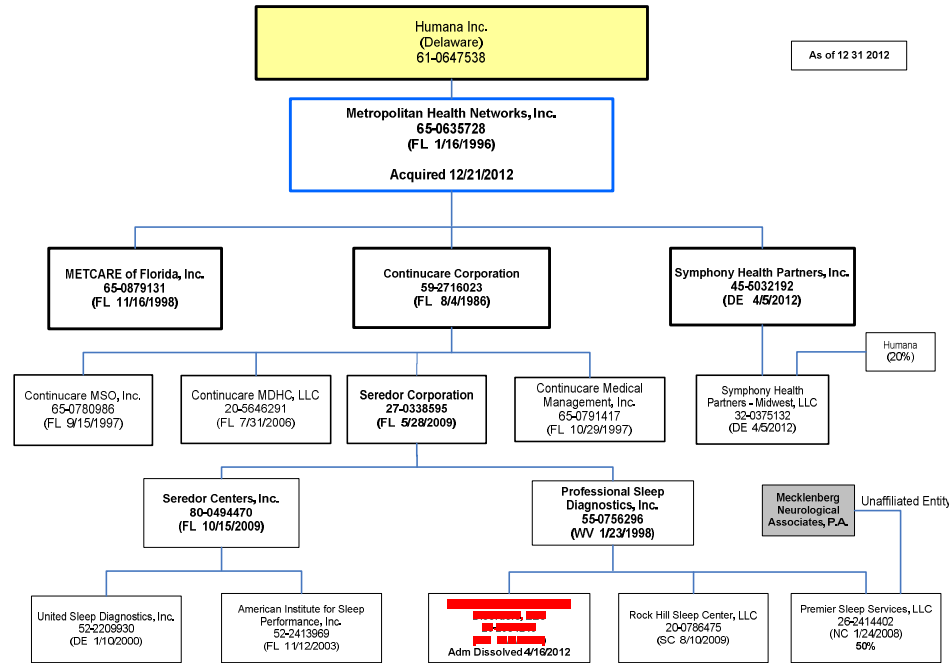 Humana Inc.
(Delaware)
61-0647538
As of 12 31 2012
Metropolitan Health Networks, Inc.
65-0635728
(FL 1/16/1996)
Acquired 12/21/2012
METCARE of Florida, Inc.
65-0879131
(FL 11/16/1998)
Continucare Corporation
59-2716023
(FL 8/4/1986)
Symphony Health Partners, Inc.
45-5032192
(DE 4/5/2012)
Humana
(20%)
Continucare MSO, Inc.
65-0780986
(FL 9/15/1997)
Continucare MDHC, LLC
20-5646291
(FL 7/31/2006)
Seredor Corporation
27-0338595
(FL 5/28/2009)
Continucare Medical
Management, Inc.
65-0791417
(FL 10/29/1997)
Symphony Health
Partners - Midwest, LLC
32-0375132
(DE 4/5/2012)
Seredor Centers, Inc.
80-0494470
(FL 10/15/2009)
Professional Sleep
Diagnostics, Inc.
55-0756296
(WV 1/23/1998)
Mecklenberg
Neurological
Associates, P.A.
Unaffiliated Entity
United Sleep Diagnostics, Inc.
52-2209930
(DE 1/10/2000)
American Institute for Sleep
Performance, Inc.
52-2413969
(FL 11/12/2003)
Adm Dissolved 4/16/2012
Rock Hill Sleep Center, LLC
20-0786475
(SC 8/10/2009)
Premier Sleep Services, LLC
26-2414402
(NC 1/24/2008)
50%